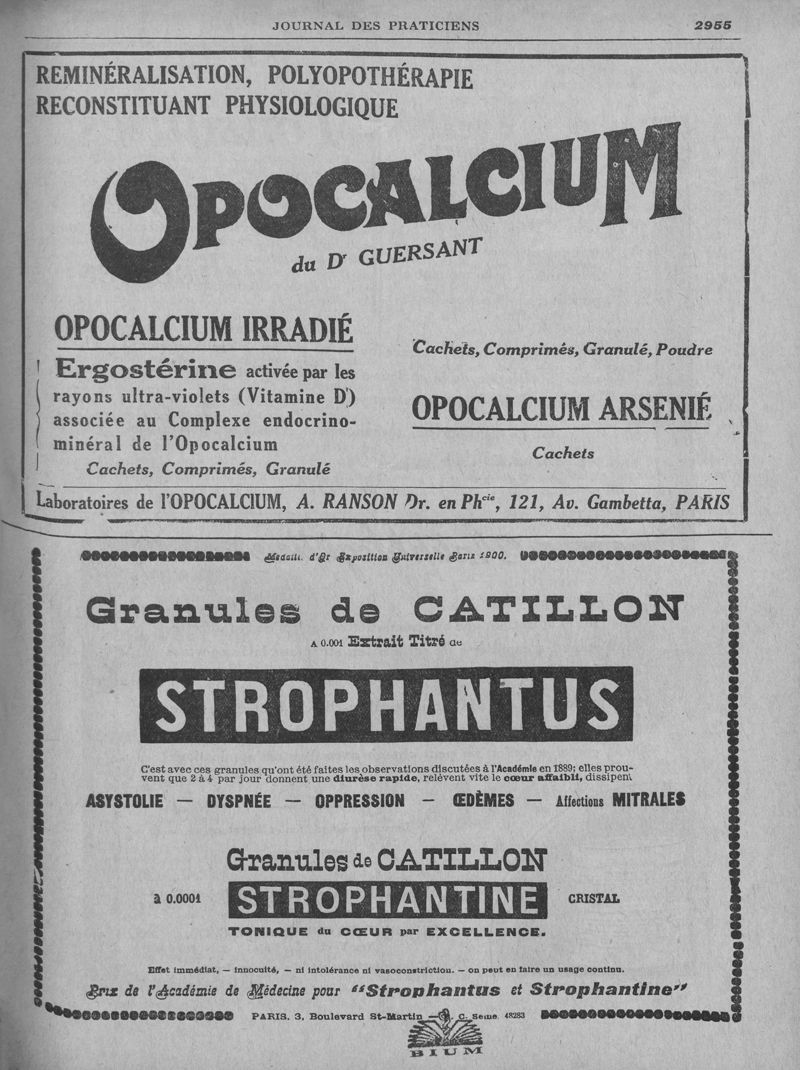 JOURNAL DES PRATICIENS 2955
REMINÉRALISATION, POLYOPOTHÉRAPIE
RECONSTITUANT PHYSIOLOGIQUE
OPOCALCIUM
du Dr GUERSANT
OPOCALCIUM IRRADIÉ
Ergostérine activée par les
rayons ultra-violets (Vitamine D)
associée au Complexe endocrino-
minéral de l'Opocalcium
Cachets, Comprimés, Granulé
Cachets, Comprimés, Granulé, Poudre
OPOCALCIUM ARSENIÉ
Cachets
Laboratoires de l'OPOCALCIUM, A. RANSON Dr. en Phcie, 121, Av. Gambetta, PARIS
Médaille d'Or Exposition Universelle Paris 1900.
Granules de CATILLON
A 0.001 Extrait Titré de
STROPHANTUS
C'est avec ces granules qu'ont été faites les observations discutées à l'Académie en 1889; elles prou-
vent que 2 à 4 par jour donnent une diurèse rapide, relèvent vite le cœur affaibli, dissipent
ASYSTOLIE — DYSPNÉE — OPPRESSION — ŒDÈMES — Affections MITRALES
Granules de CATILLON
à 0.0001 STROPHANTINE CRISTAL
TONIQUE du CŒUR par EXCELLENCE.
Effet immédiat, — innocuité, — ni intolérance ni vasoconstriction. — on peut en faire un usage continu.
Prix de l'Académie de Médecine pour "Strophantus et Strophantine"
PARIS, 3, Boulevard St-Martin — R. C. Seine 48283
BIUM